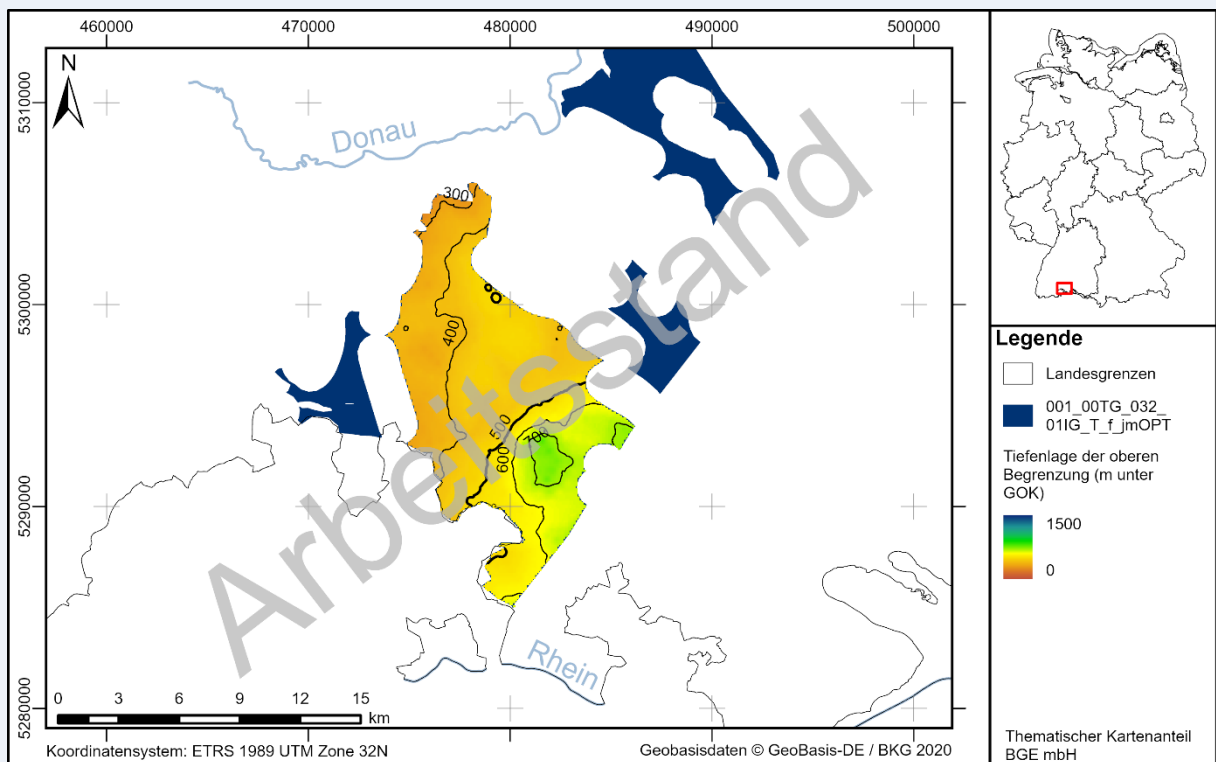 460000
470000
480000
490000
500000
N
5310000
5300000
5290000
5280000
Donau
300
400
500
700
600
Arbeitsstand
Rhein
0
3
6
9
12
15
km
Koordinatensystem: ETRS 1989 UTM Zone 32N
Geobasisdaten © GeoBasis-DE / BKG 2020
Legende
Landesgrenzen
001_00TG_032_
01IG_T_f_jmOPT
Tiefenlage der oberen
Begrenzung (m unter
GOK)
1500
0
Thematischer Kartenanteil
BGE mbH